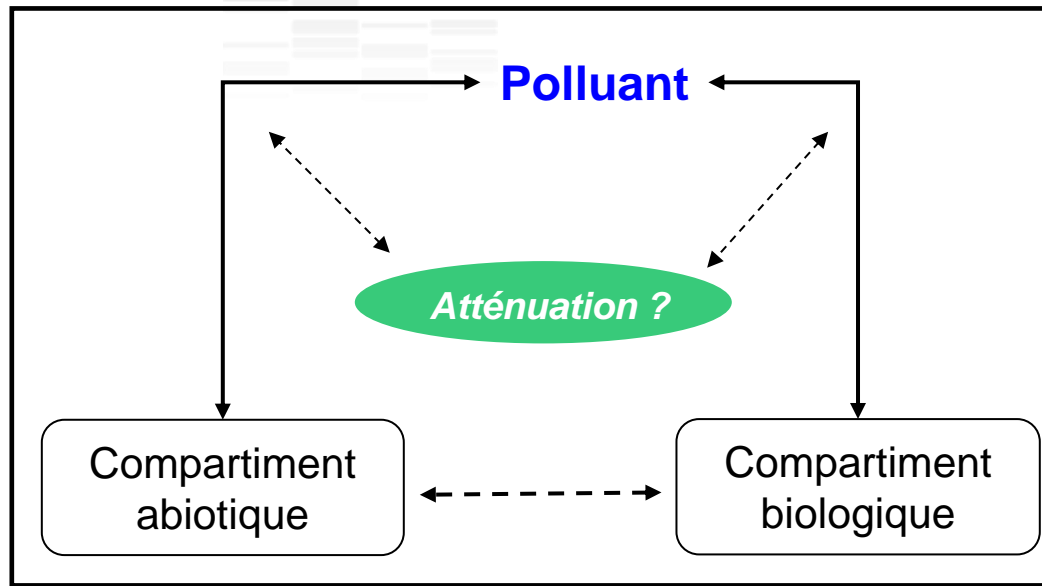 Polluant
Atténuation ?
Compartiment
abiotique
Compartiment
biologique